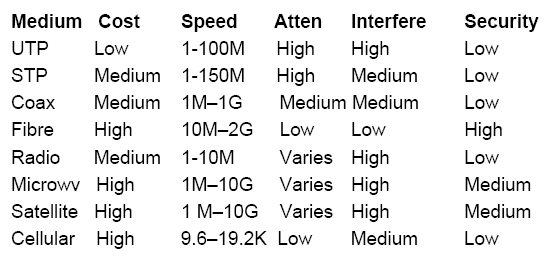 Medium Cost Speed Atten Interfere Security
UTP Low 1-100M High High Low
STP Medium 1-150M High Medium Low
Coax Medium 1M–1G Medium Medium Low
Fibre High 10M–2G Low Low High
Radio Medium 1-10M Varies High Low
Microwv High 1M–10G Varies High Medium
Satellite High 1 M–10G Varies High Medium
Cellular High 9.6–19.2K Low Medium Low